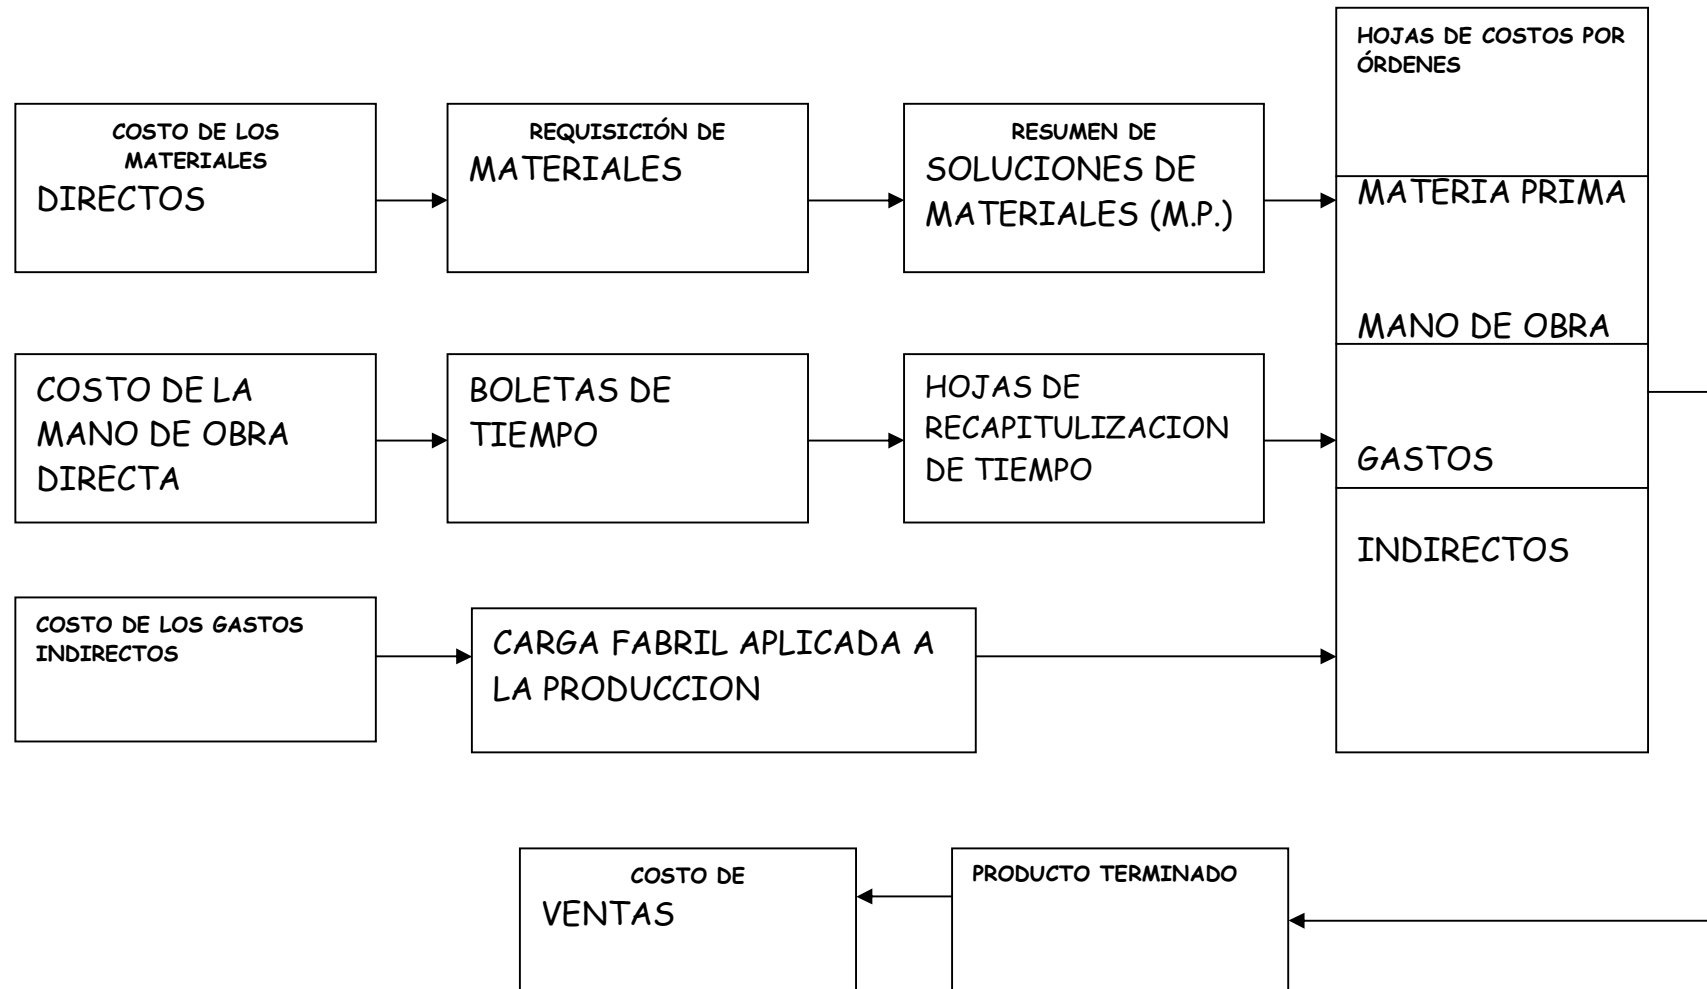 COSTO DE LOS
MATERIALES
DIRECTOS
REQUISICIÓN DE
MATERIALES
RESUMEN DE
SOLUCIONES DE
MATERIALES (M.P.)
HOJAS DE COSTOS POR
ÓRDENES
MATERIA PRIMA
MANO DE OBRA
GASTOS
INDIRECTOS
COSTO DE LA
MANO DE OBRA
DIRECTA
BOLETAS DE
TIEMPO
HOJAS DE
RECAPITULIZACION
DE TIEMPO
COSTO DE LOS GASTOS
INDIRECTOS
CARGA FABRIL APLICADA A
LA PRODUCCION
COSTO DE
VENTAS
PRODUCTO TERMINADO